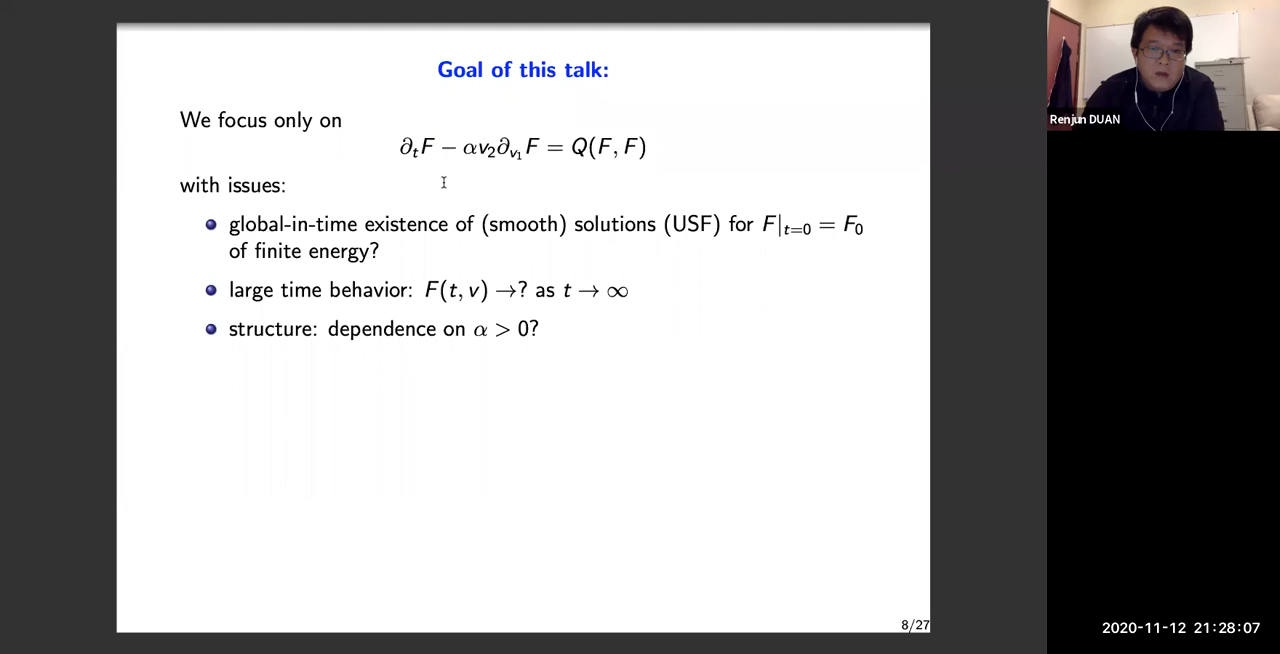 Goal of this talk:
We focus only on
∂ₜF − αv₂∂_{v₁}F = Q(F, F)
with issues:
global-in-time existence of (smooth) solutions (USF) for F|ₜ₌₀ = F₀
of finite energy?
large time behavior: F(t, v) →? as t → ∞
structure: dependence on α > 0?
8/27
Renjun DUAN
2020-11-12 21:28:07